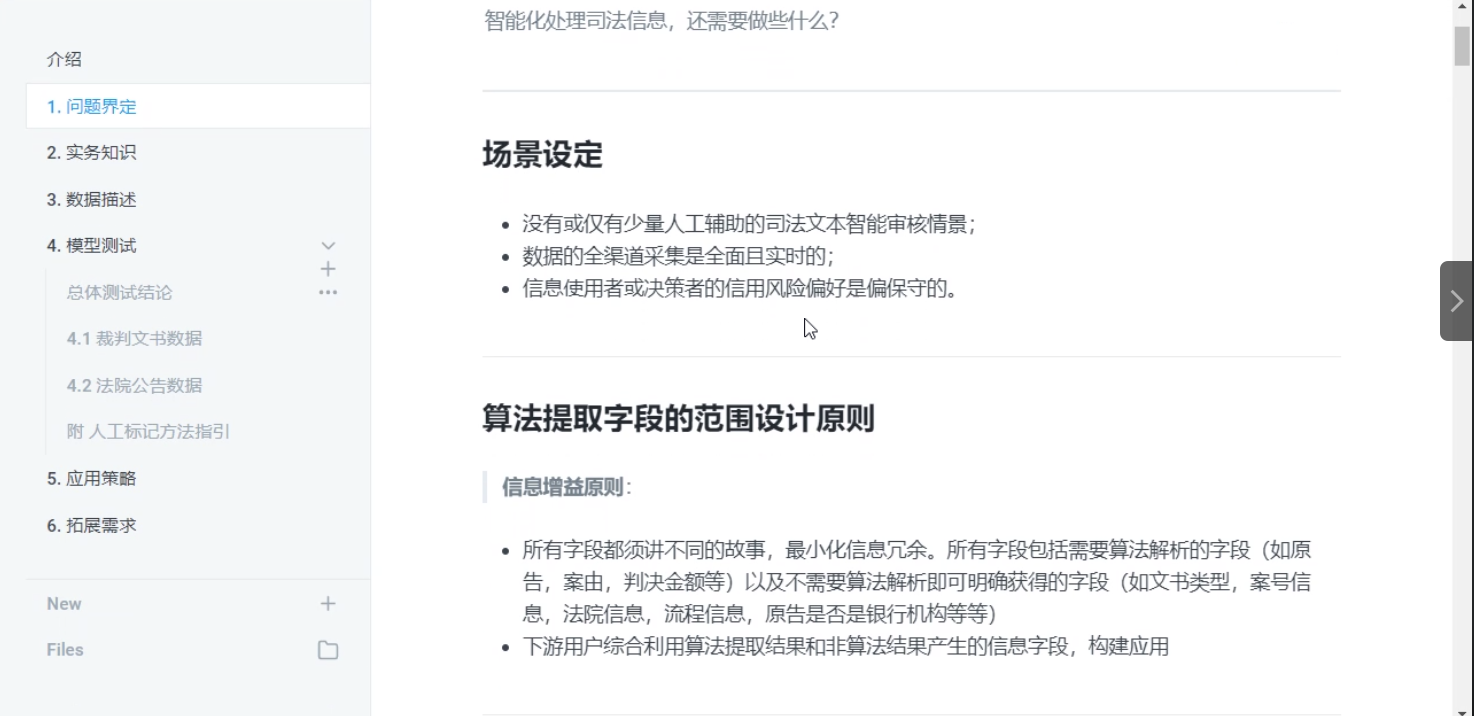 介绍
1. 问题界定
2. 实务知识
3. 数据描述
4. 模型测试
总体测试结论
4.1 裁判文书数据
4.2 法院公告数据
附 人工标记方法指引
5. 应用策略
6. 拓展需求
New
Files
智能化处理司法信息，还需要做些什么？
场景设定
• 没有或仅有少量人工辅助的司法文本智能审核情景；
• 数据的全渠道采集是全面且实时的；
• 信息使用者或决策者的信用风险偏好是偏保守的。
算法提取字段的范围设计原则
信息增益原则：
• 所有字段都须讲不同的故事，最小化信息冗余。所有字段包括需要算法解析的字段（如原
告，案由，判决金额等）以及不需要算法解析即可明确获得的字段（如文书类型，案号信
息，法院信息，流程信息，原告是否是银行机构等等）
• 下游用户综合利用算法提取结果和非算法结果产生的信息字段，构建应用